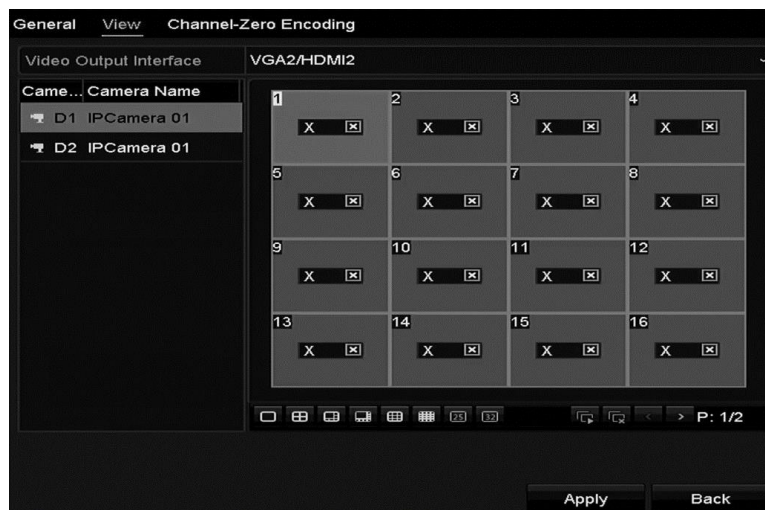 General View Channel-Zero Encoding
Video Output Interface VGA2/HDMI2
Came... Camera Name
D1 IPCamera 01
D2 IPCamera 01
1 2 3 4
X X X X
5 6 7 8
X X X X
9 10 11 12
X X X X
13 14 15 16
X X X X
25 32 < > P: 1/2
Apply Back